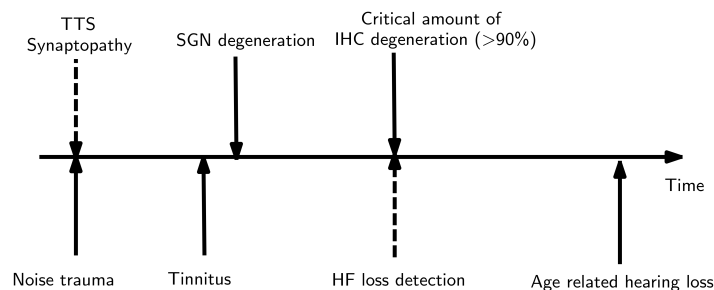 TTS
Synaptopathy
SGN degeneration
Critical amount of
IHC degeneration (>90%)
Time
Noise trauma
Tinnitus
HF loss detection
Age related hearing loss